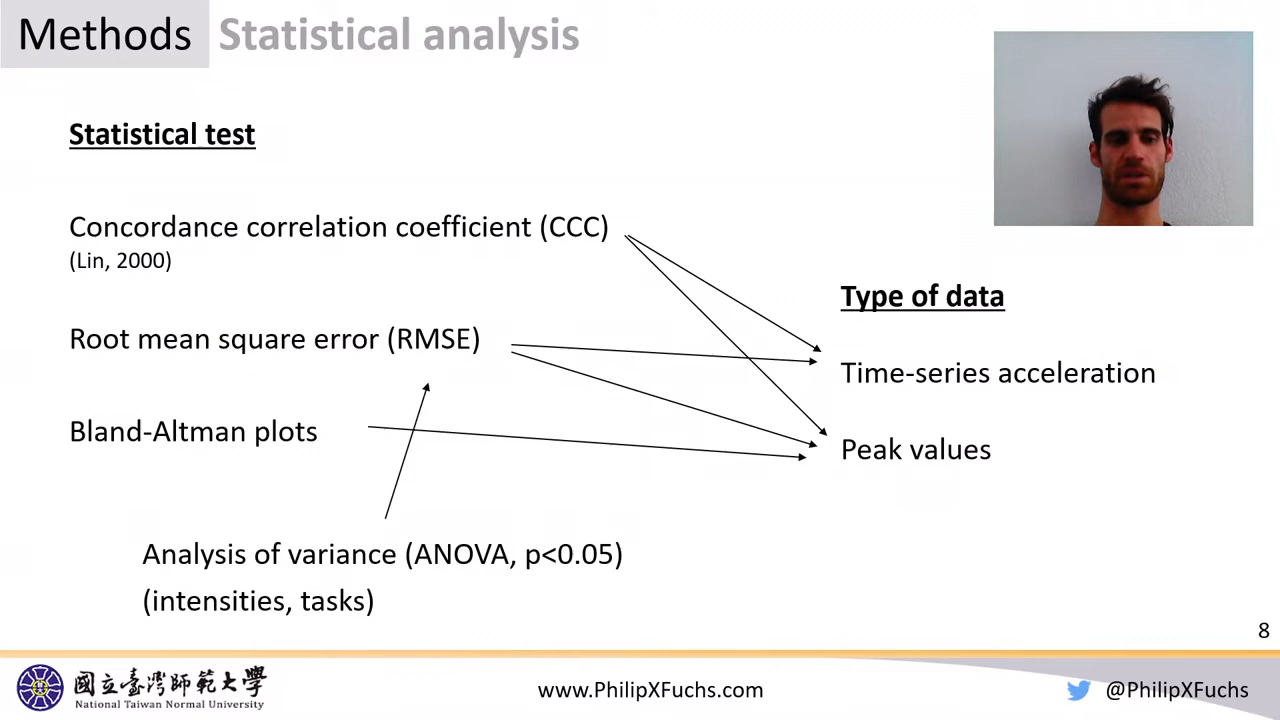 Methods Statistical analysis
Statistical test
Concordance correlation coefficient (CCC)
(Lin, 2000)
Type of data
Root mean square error (RMSE)
Time-series acceleration
Bland-Altman plots
Peak values
Analysis of variance (ANOVA, p<0.05)
(intensities, tasks)
8
國立臺灣師範大學
National Taiwan Normal University
www.PhilipXFuchs.com
@PhilipXFuchs